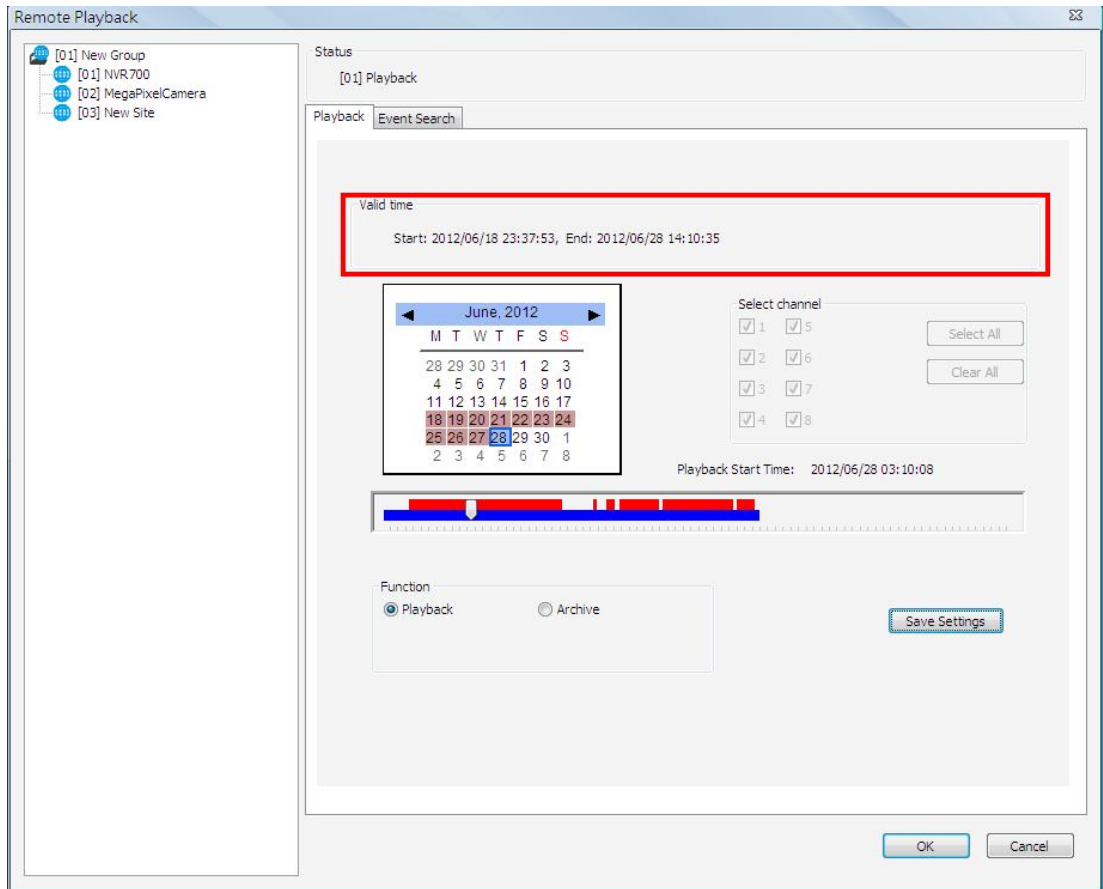 Remote Playback
[01] New Group
[01] NVR700
[02] MegaPixelCamera
[03] New Site
Status
[01] Playback
Playback Event Search
Valid time
Start: 2012/06/18 23:37:53, End: 2012/06/28 14:10:35
June, 2012
M T W T F S S
28 29 30 31 1 2 3
4 5 6 7 8 9 10
11 12 13 14 15 16 17
18 19 20 21 22 23 24
25 26 27 28 29 30 1
2 3 4 5 6 7 8
Select channel
1 5 Select All
2 6
Clear All
3 7
4 8
Playback Start Time: 2012/06/28 03:10:08
Function
Playback Archive
Save Settings
OK Cancel